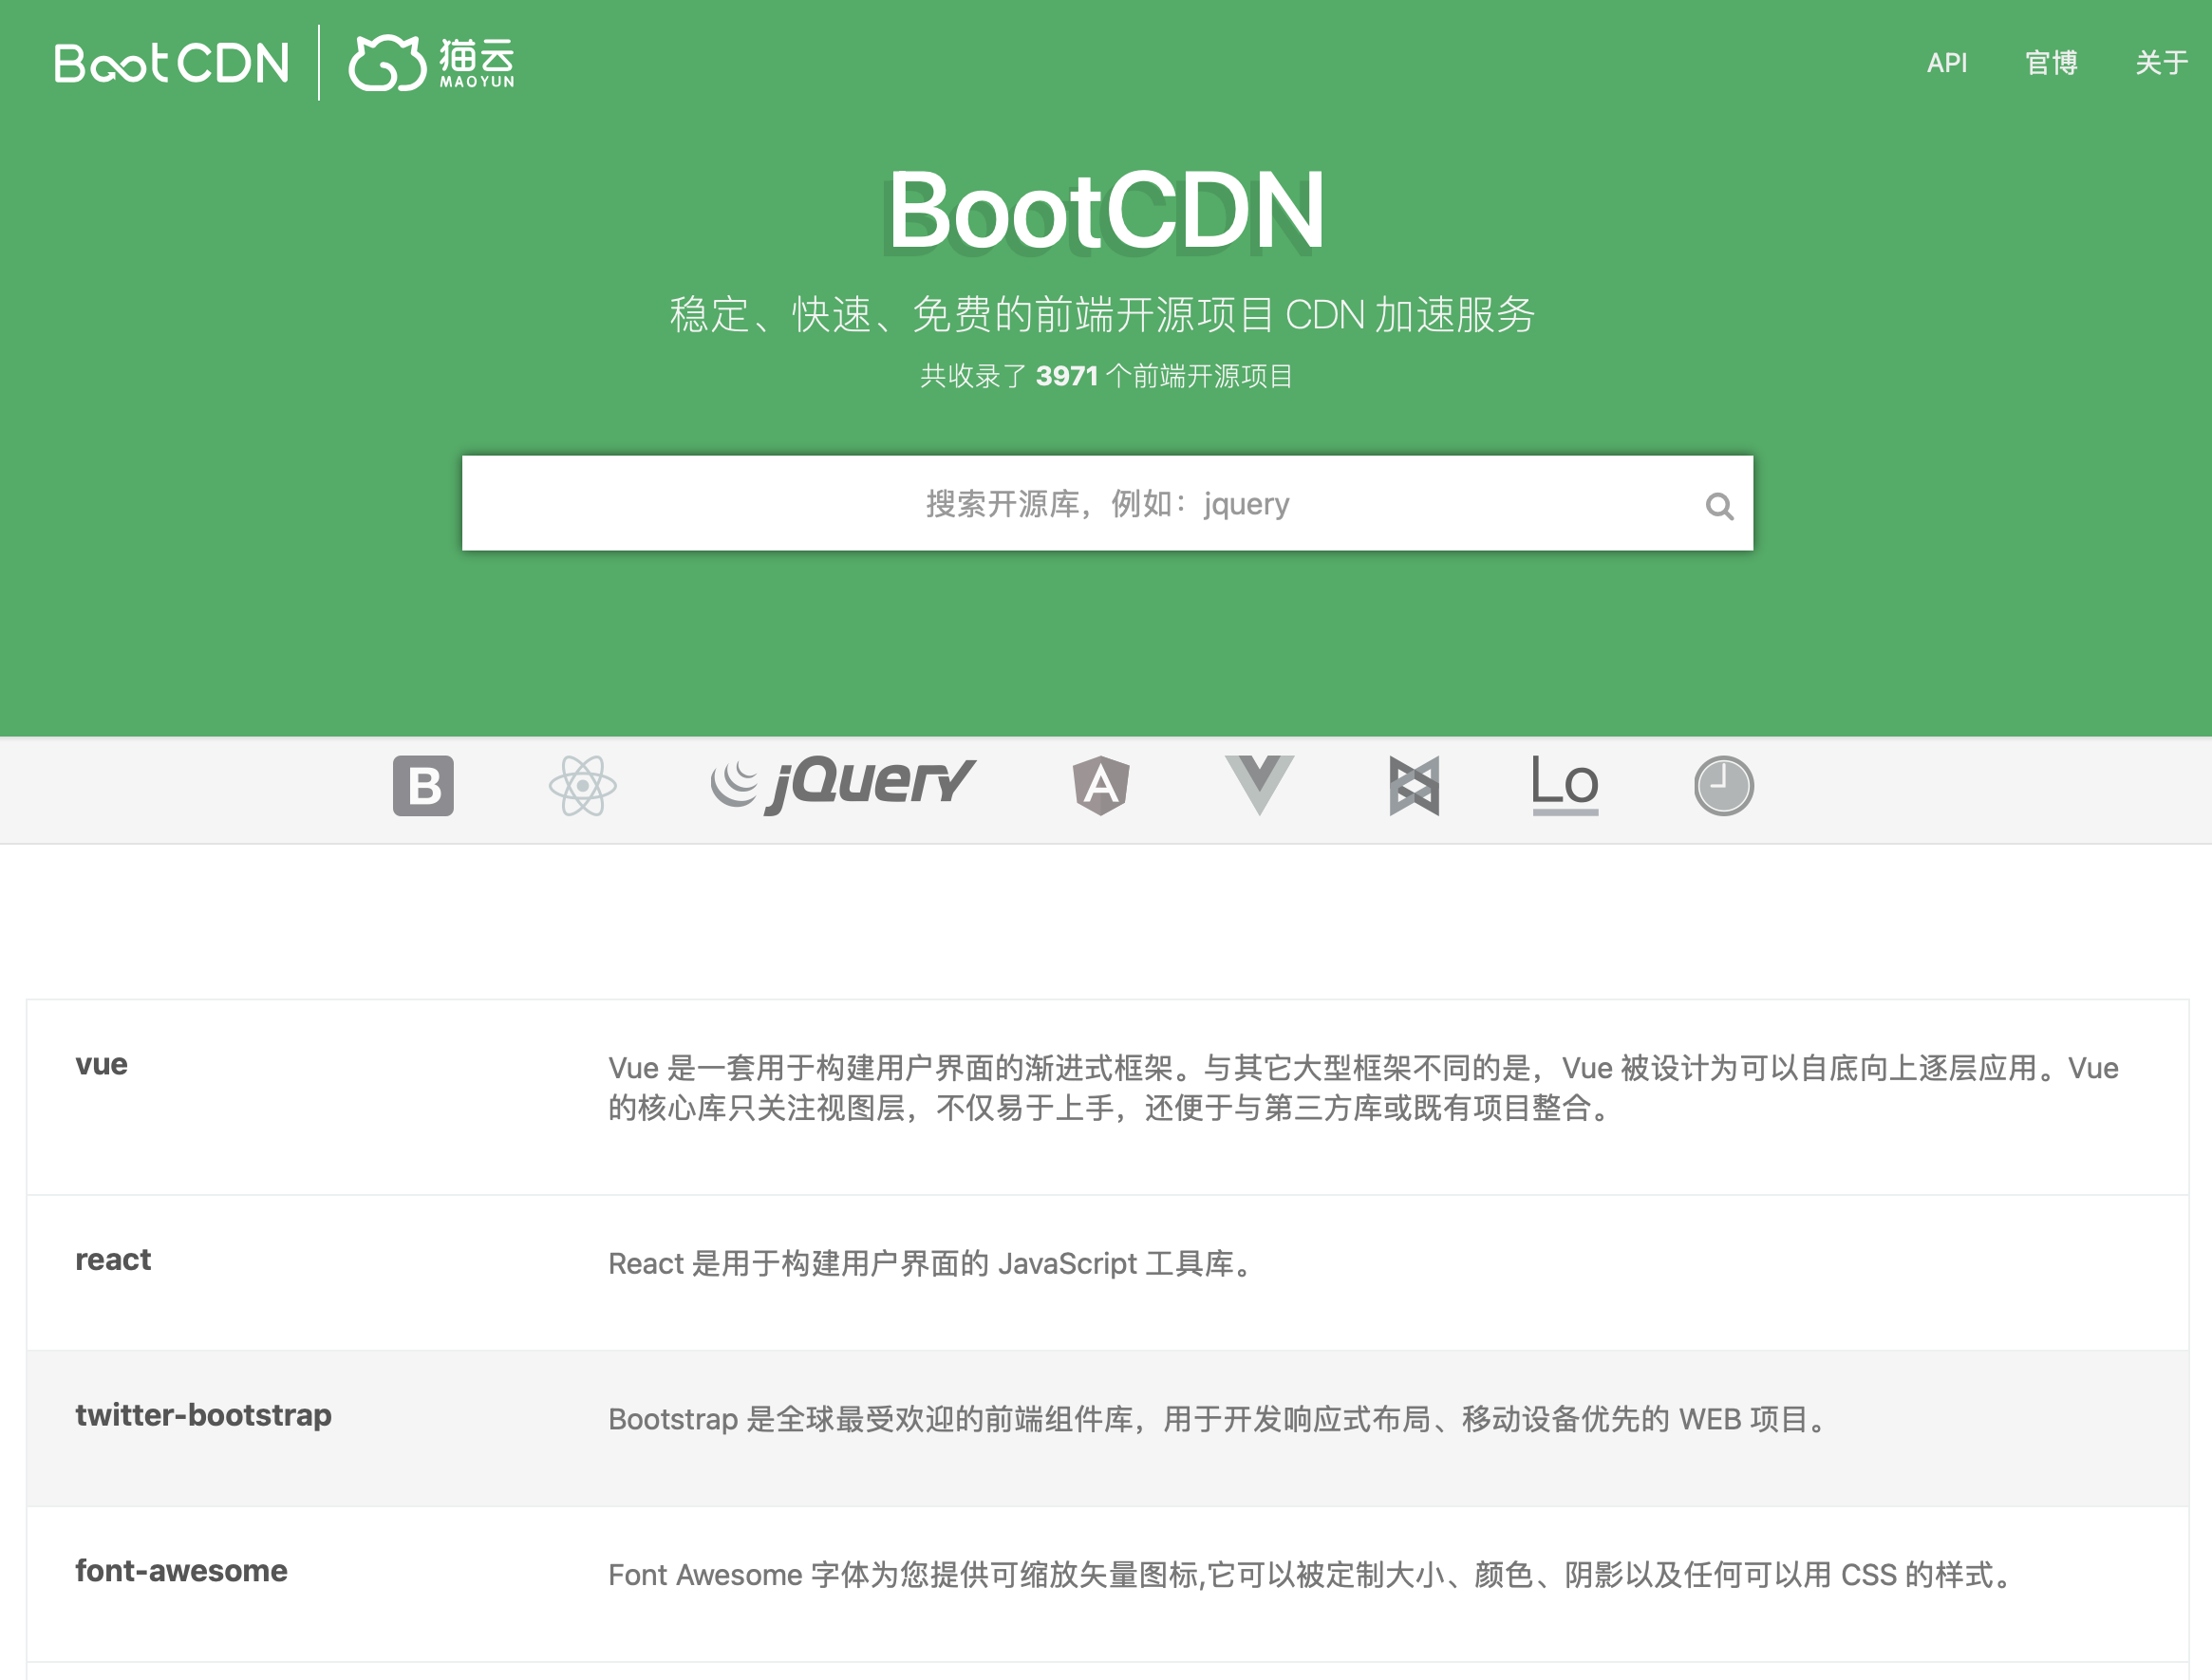 BootCDN
猫云
MAOYUN
API
官博
关于
BootCDN
稳定、快速、免费的前端开源项目 CDN 加速服务
共收录了 3971 个前端开源项目
搜索开源库，例如：jquery
B
jQuery
A
Lo
vue
Vue 是一套用于构建用户界面的渐进式框架。与其它大型框架不同的是，Vue 被设计为可以自底向上逐层应用。Vue
的核心库只关注视图层，不仅易于上手，还便于与第三方库或既有项目整合。
react
React 是用于构建用户界面的 JavaScript 工具库。
twitter-bootstrap
Bootstrap 是全球最受欢迎的前端组件库，用于开发响应式布局、移动设备优先的 WEB 项目。
font-awesome
Font Awesome 字体为您提供可缩放矢量图标,它可以被定制大小、颜色、阴影以及任何可以用 CSS 的样式。